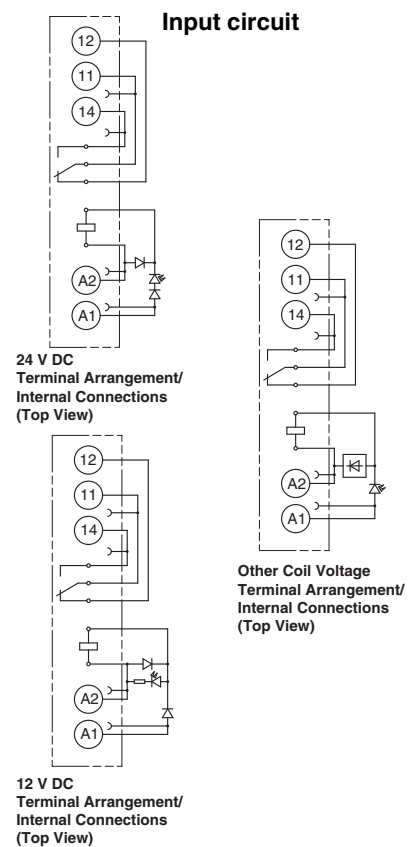 Input circuit
12
11
14
A2
A1
24 V DC
Terminal Arrangement/
Internal Connections
(Top View)
12
11
14
A2
A1
Other Coil Voltage
Terminal Arrangement/
Internal Connections
(Top View)
12
11
14
A2
A1
12 V DC
Terminal Arrangement/
Internal Connections
(Top View)